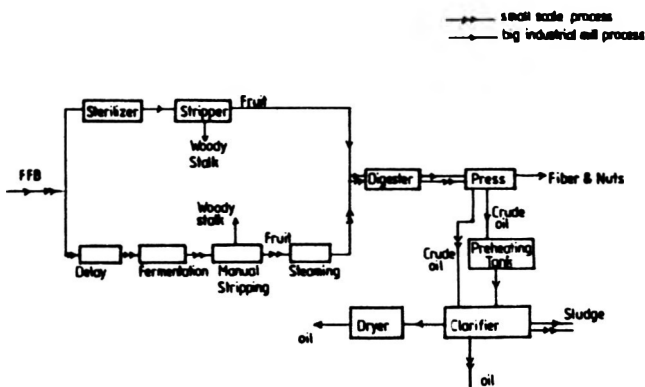 small scale process
big industrial mill process
Sterilizer
Stripper
Fruit
Woody
Stalk
FFB
Digester
Press
Fiber & Nuts
Woody
stalk
Fruit
Delay
Fermentation
Manual
Stripping
Steaming
Crude
oil
Crude
oil
Preheating
Tank
Sludge
oil
Dryer
Clarifier
oil